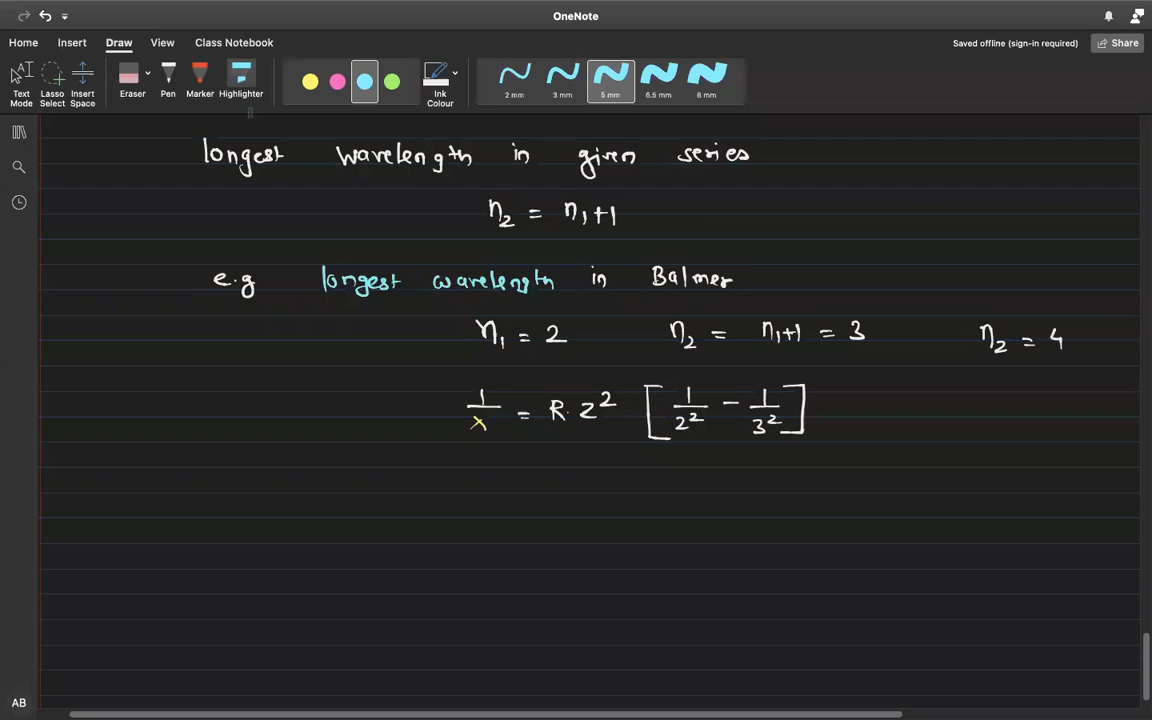 OneNote
Home Insert Draw View Class Notebook Saved offline (sign-in required) Share
Text Mode Lasso Select Insert Space Eraser Pen Marker Highlighter Ink Colour 2 mm 3 mm 5 mm 6.5 mm 8 mm
longest wavelength in given series
n₂ = n₁+1
e.g longest wavelength in Balmer
n₁ = 2 n₂ = n₁+1 = 3 n₂ = 4
1/λ = R. Z² [1/2² − 1/3²]
AB